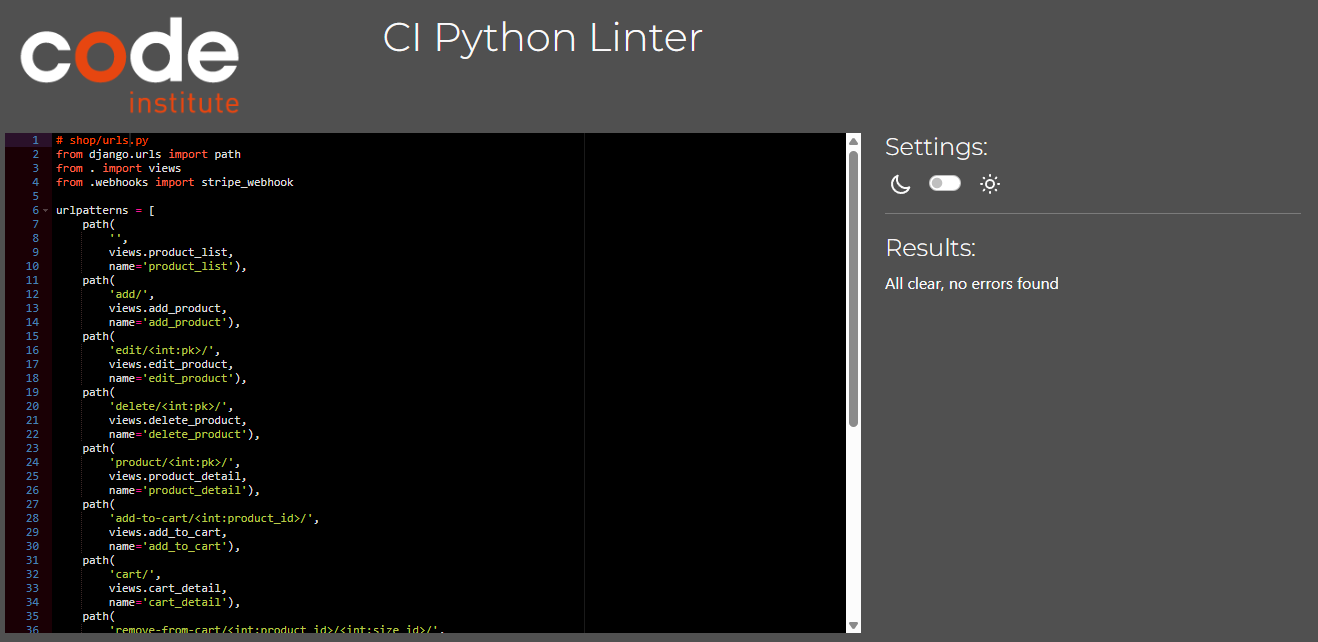 code
institute
CI Python Linter
1 # shop/urls.py
2 from django.urls import path
3 from . import views
4 from .webhooks import stripe_webhook
5
6 urlpatterns = [
7     path(
8         '',
9         views.product_list,
10         name='product_list'),
11     path(
12         'add/',
13         views.add_product,
14         name='add_product'),
15     path(
16         'edit/<int:pk>/',
17         views.edit_product,
18         name='edit_product'),
19     path(
20         'delete/<int:pk>/',
21         views.delete_product,
22         name='delete_product'),
23     path(
24         'product/<int:pk>/',
25         views.product_detail,
26         name='product_detail'),
27     path(
28         'add-to-cart/<int:product_id>/',
29         views.add_to_cart,
30         name='add_to_cart'),
31     path(
32         'cart/',
33         views.cart_detail,
34         name='cart_detail'),
35     path(
36         'remove-from-cart/<int:product_id>/<int:size_id>/',
Settings:
Results:
All clear, no errors found